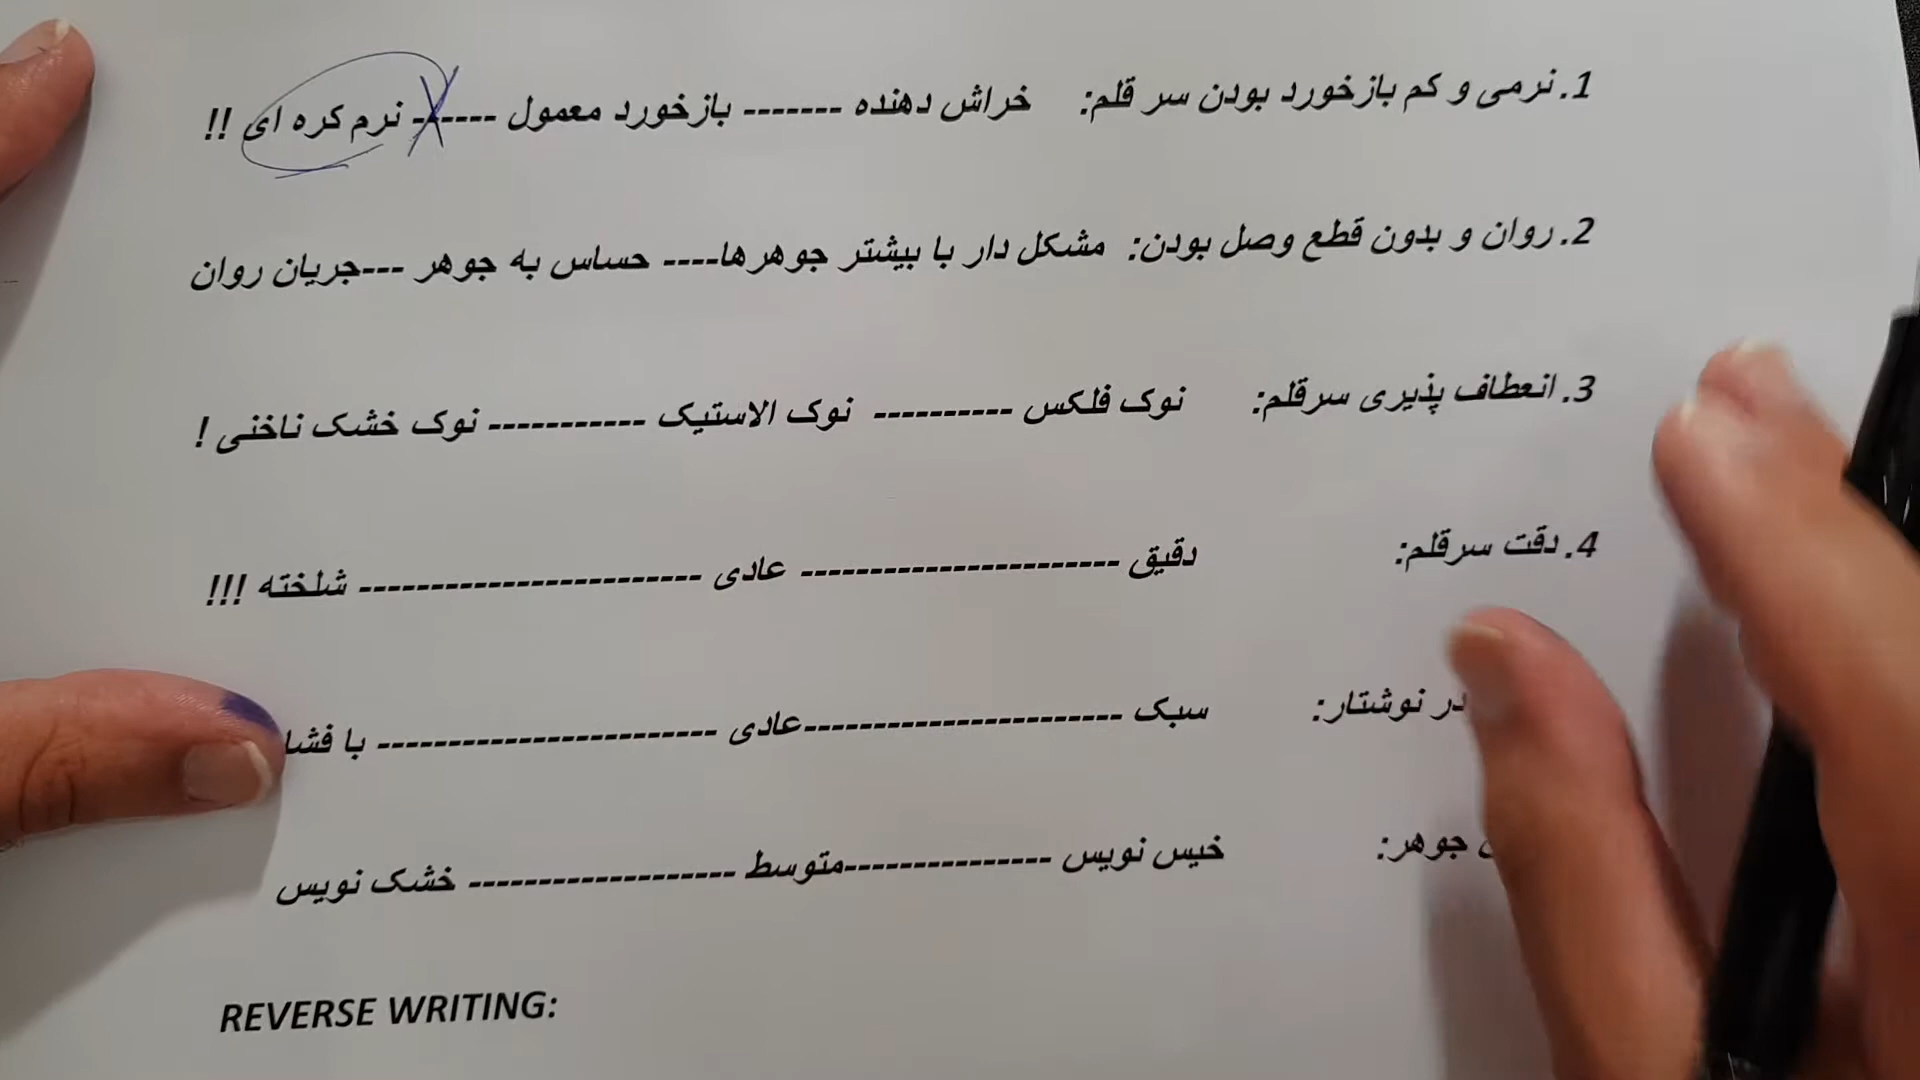 1. نرمی و کم بازخورد بودن سر قلم: خراش دهنده ------- بازخورد معمول ------ نرم کره ای !!
2. روان و بدون قطع وصل بودن: مشکل دار با بیشتر جوهرها---- حساس به جوهر ---جریان روان
3. انعطاف پذیری سرقلم: نوک فلکس ---------- نوک الاستیک ----------- نوک خشک ناخنی !
4. دقت سرقلم: دقیق ----------------------- عادی ------------------------- شلخته !!!
در نوشتار: سبک -----------------------عادی ------------------------- با فشا
جوهر: خیس نویس ---------------متوسط ------------------- خشک نویس
REVERSE WRITING: